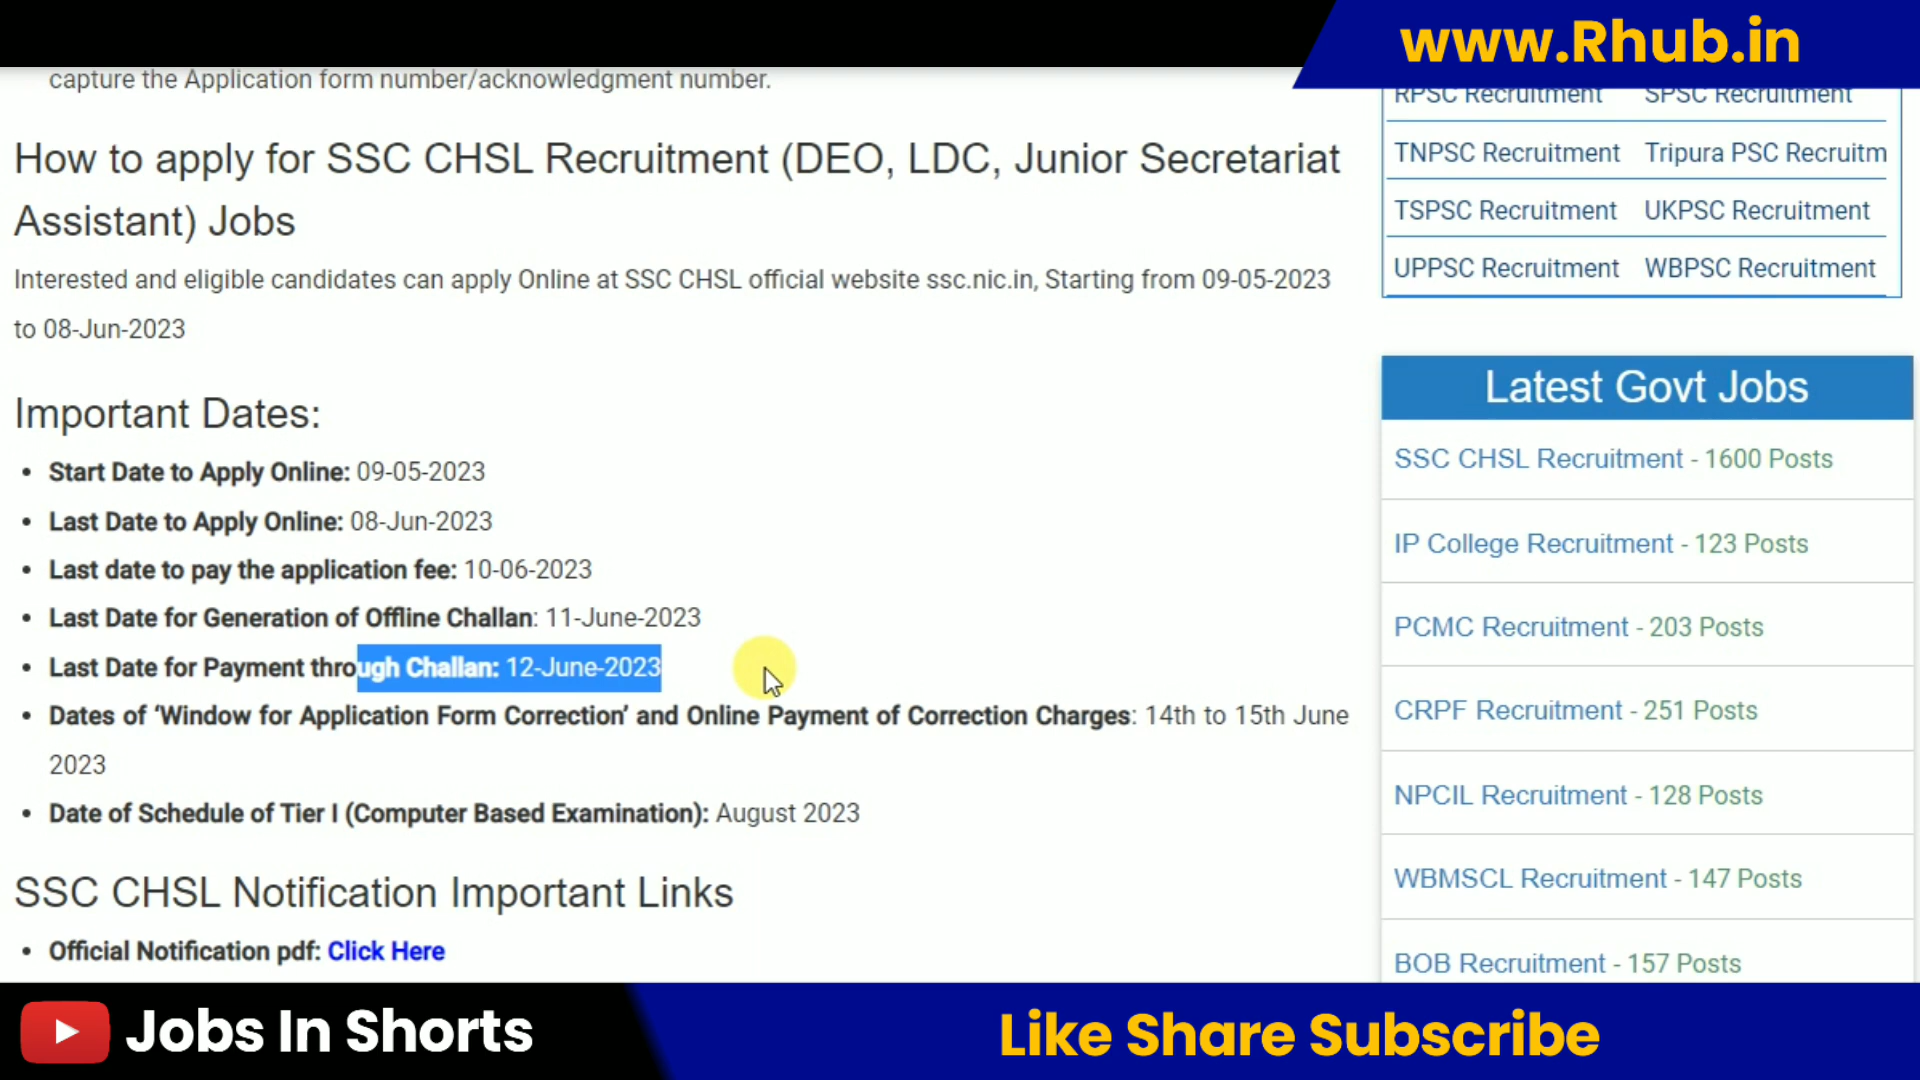 www.Rhub.in
capture the Application form number/acknowledgment number.
How to apply for SSC CHSL Recruitment (DEO, LDC, Junior Secretariat
Assistant) Jobs
Interested and eligible candidates can apply Online at SSC CHSL official website ssc.nic.in, Starting from 09-05-2023
to 08-Jun-2023
Important Dates:
• Start Date to Apply Online: 09-05-2023
• Last Date to Apply Online: 08-Jun-2023
• Last date to pay the application fee: 10-06-2023
• Last Date for Generation of Offline Challan: 11-June-2023
• Last Date for Payment through Challan: 12-June-2023
• Dates of ‘Window for Application Form Correction’ and Online Payment of Correction Charges: 14th to 15th June
2023
• Date of Schedule of Tier I (Computer Based Examination): August 2023
SSC CHSL Notification Important Links
• Official Notification pdf: Click Here
RPSC Recruitment SPSC Recruitment
TNPSC Recruitment Tripura PSC Recruitm
TSPSC Recruitment UKPSC Recruitment
UPPSC Recruitment WBPSC Recruitment
Latest Govt Jobs
SSC CHSL Recruitment - 1600 Posts
IP College Recruitment - 123 Posts
PCMC Recruitment - 203 Posts
CRPF Recruitment - 251 Posts
NPCIL Recruitment - 128 Posts
WBMSCL Recruitment - 147 Posts
BOB Recruitment - 157 Posts
Jobs In Shorts
Like Share Subscribe